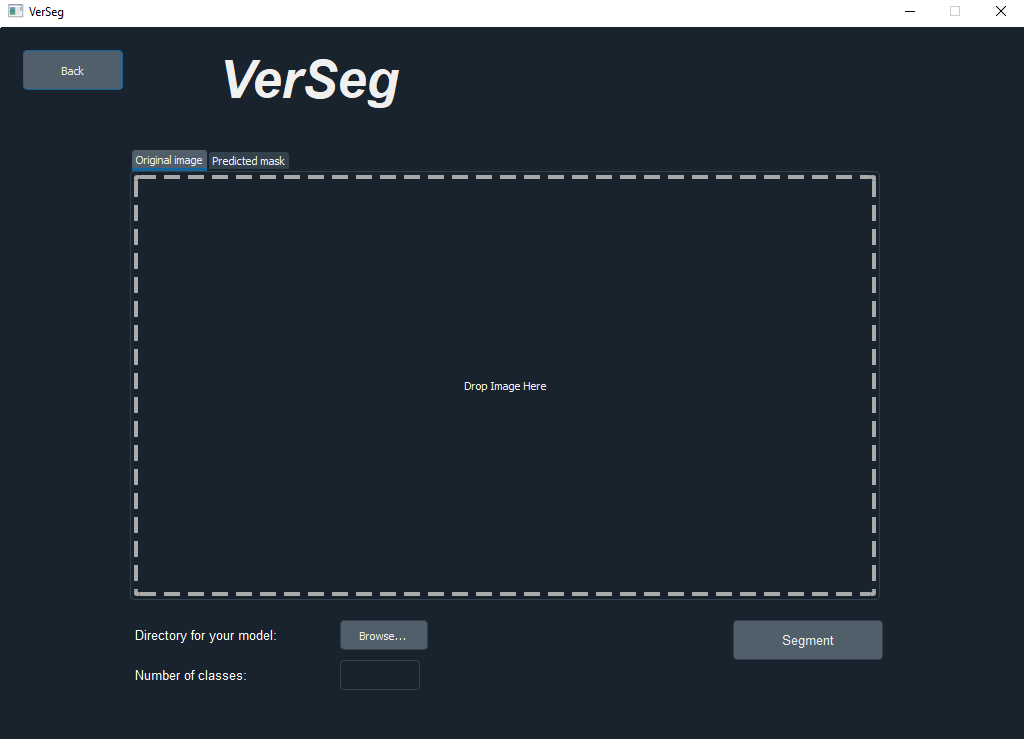 VerSeg
Back
VerSeg
Original image
Predicted mask
Drop Image Here
Directory for your model:
Browse...
Segment
Number of classes: